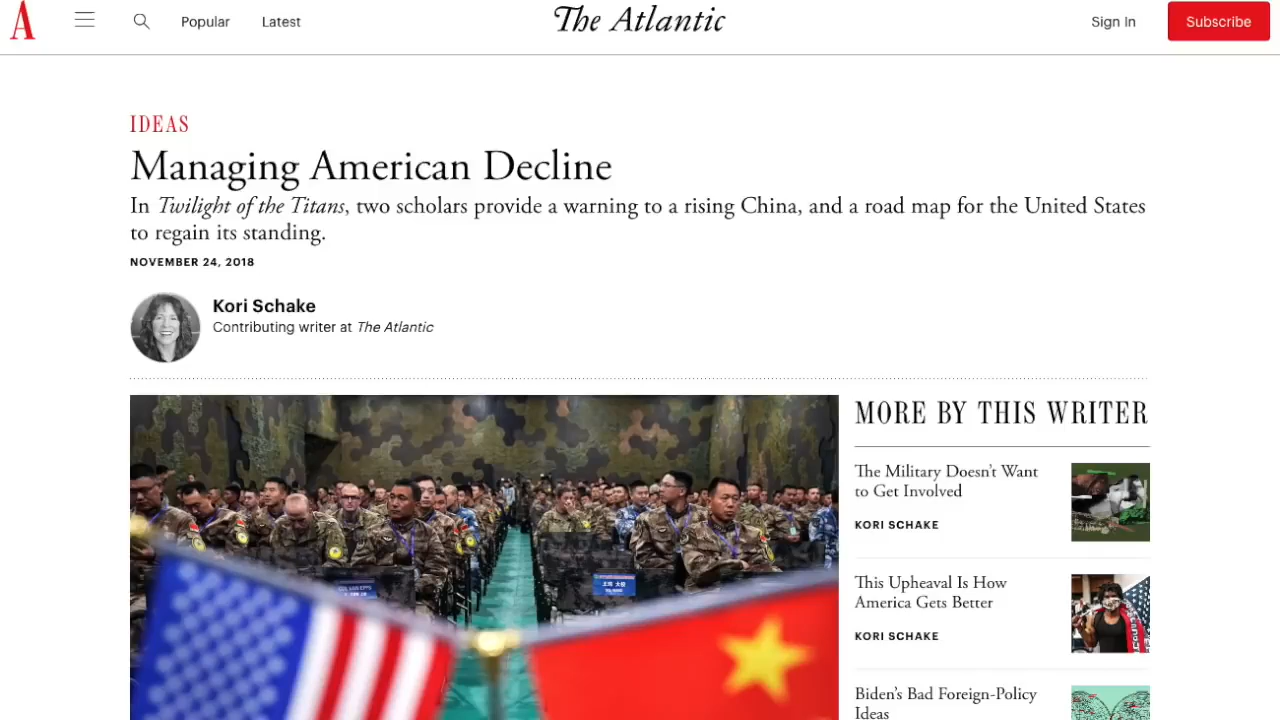 A
Popular
Latest
The Atlantic
Sign In
Subscribe
IDEAS
Managing American Decline
In Twilight of the Titans, two scholars provide a warning to a rising China, and a road map for the United States
to regain its standing.
NOVEMBER 24, 2018
Kori Schake
Contributing writer at The Atlantic
MORE BY THIS WRITER
The Military Doesn't Want
to Get Involved
KORI SCHAKE
This Upheaval Is How
America Gets Better
KORI SCHAKE
Biden's Bad Foreign-Policy
Ideas